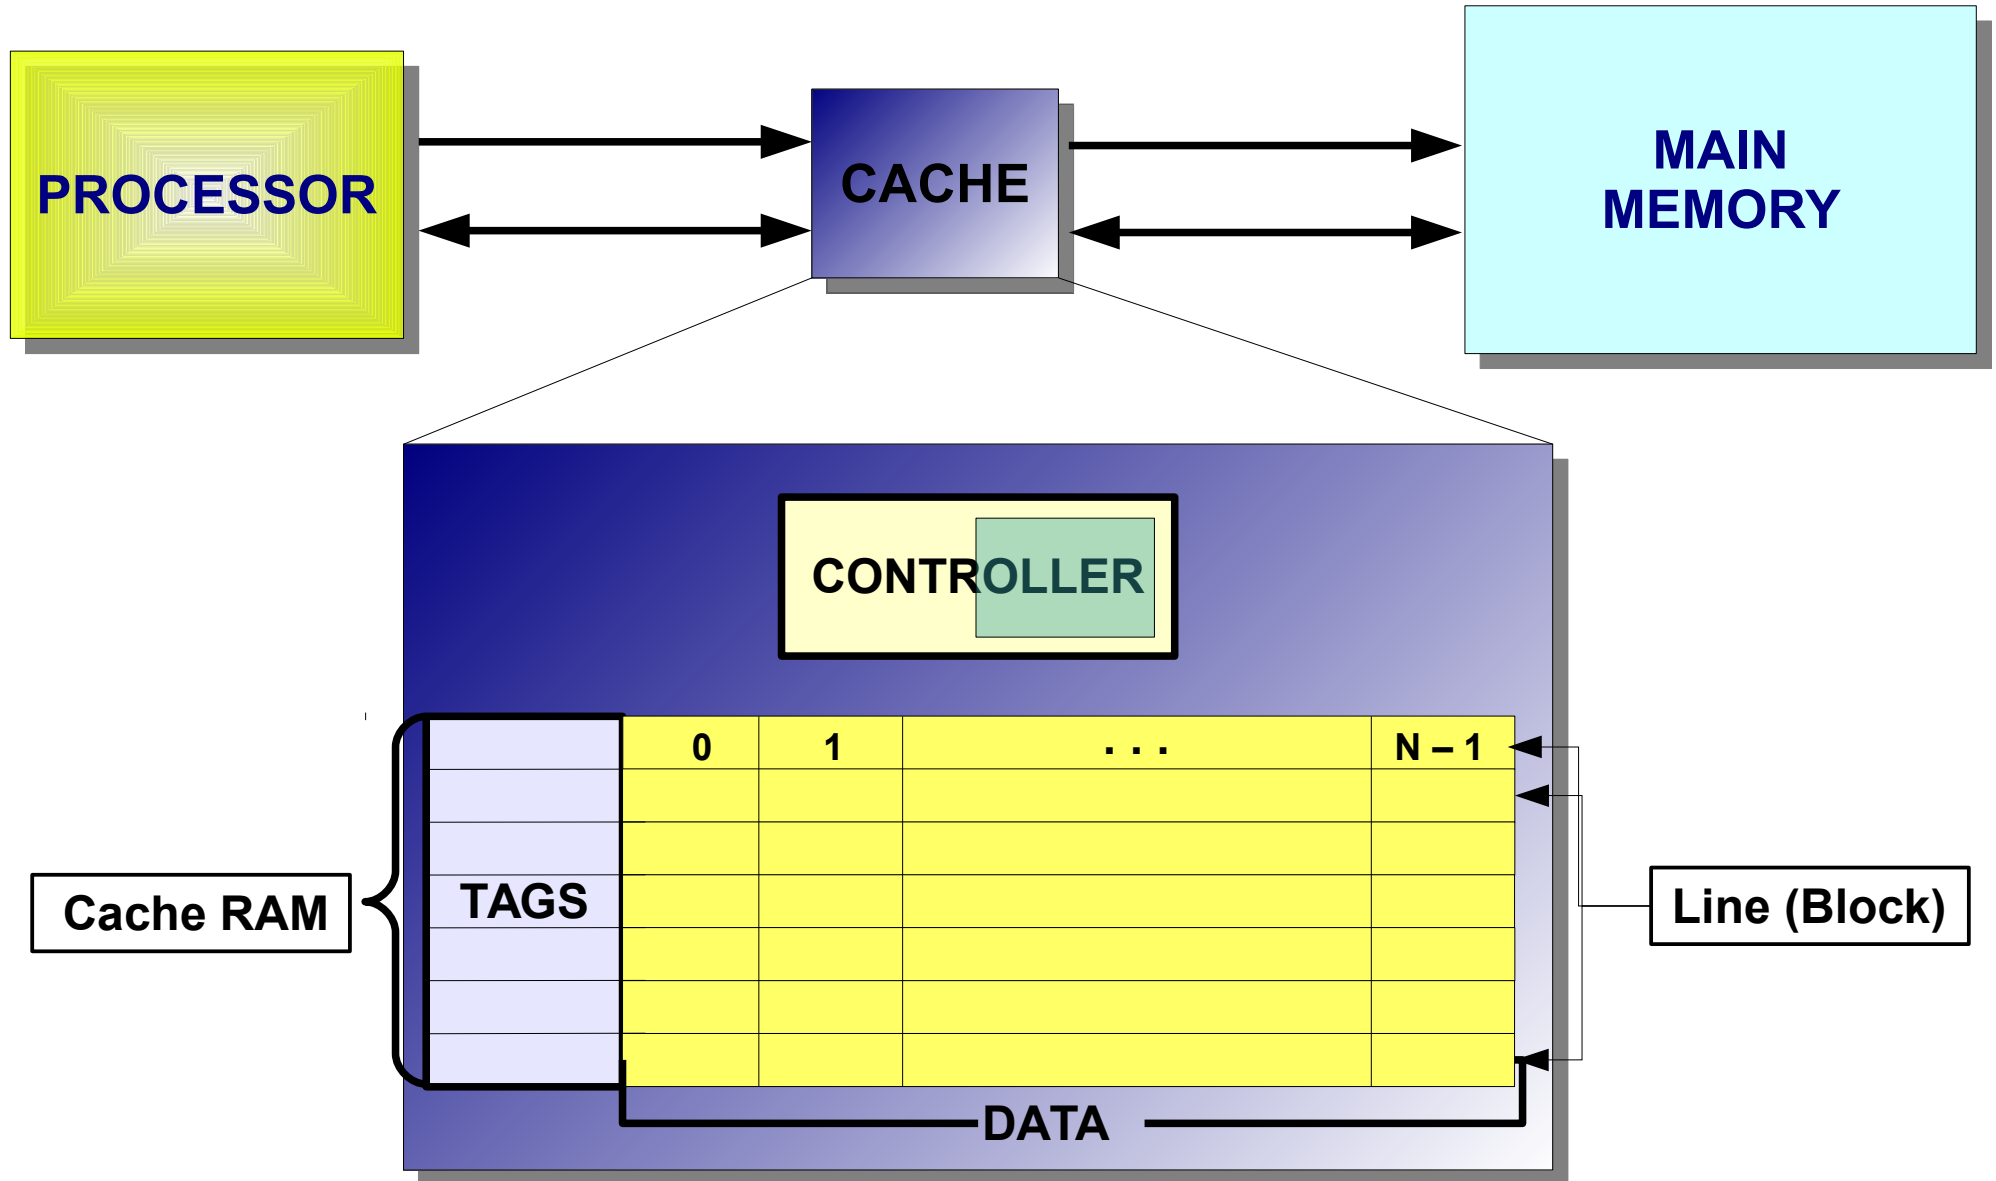 PROCESSOR
CACHE
MAIN
MEMORY
CONTROLLER
0 1 . . . N – 1
TAGS
Cache RAM
Line (Block)
DATA